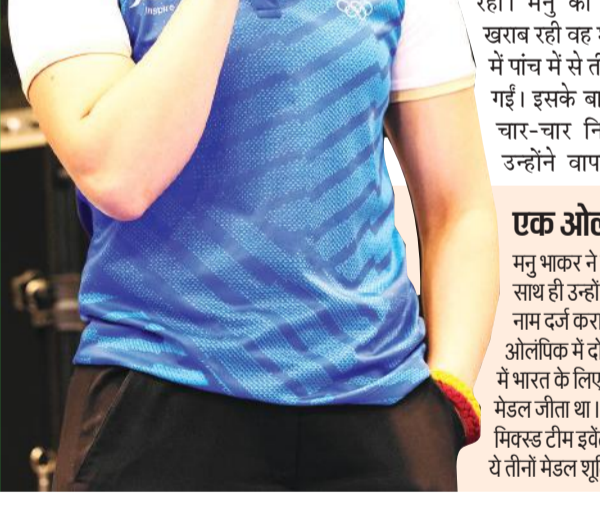 inspire
रही। मनु का
खराब रही वह
में पांच में से
गईं। इसके
चार-चार
उन्होंने
एक
मनु भाकर ने
साथ ही उन्हों
नाम दर्ज करा
ओलंपिक में दो
में भारत के लिए
मेडल जीता था।
मिक्स्ड टीम इवें
ये तीनों मेडल